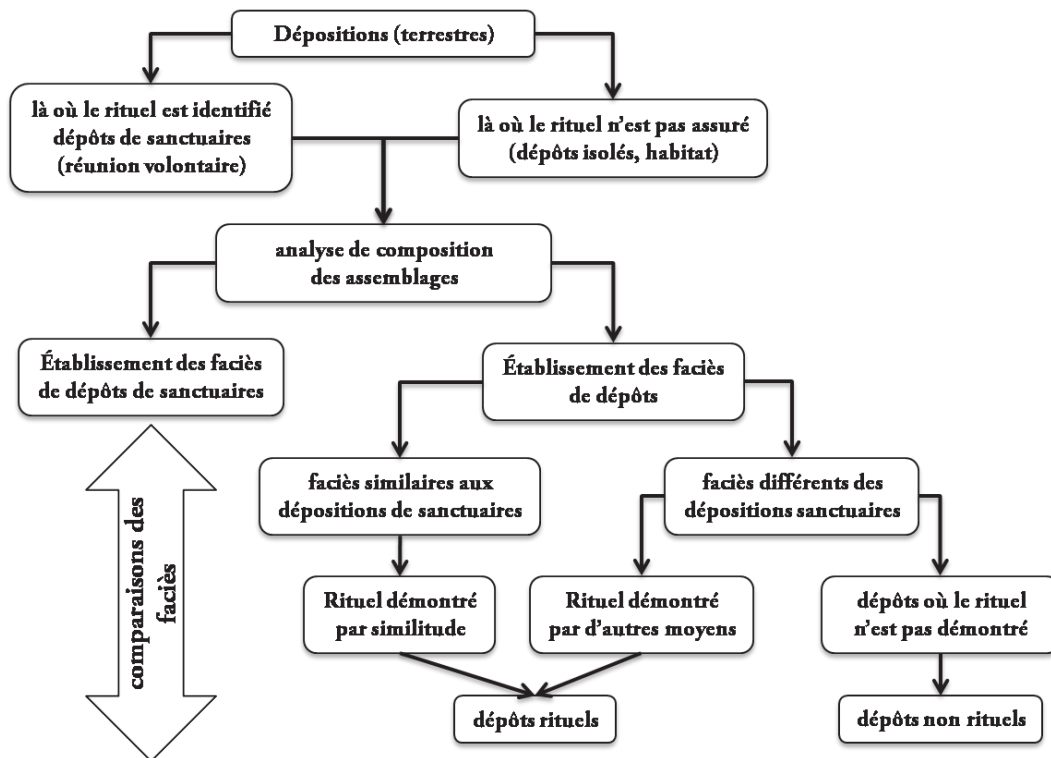 Dépositions (terrestres)
là où le rituel est identifié
dépôts de sanctuaires
(réunion volontaire)
là où le rituel n'est pas assuré
(dépôts isolés, habitat)
analyse de composition
des assemblages
Établissement des faciès
de dépôts de sanctuaires
Établissement des faciès
de dépôts
comparaisons des
faciès
faciès similaires aux
dépositions de sanctuaires
faciès différents des
dépositions sanctuaires
Rituel démontré
par similitude
Rituel démontré
par d'autres moyens
dépôts où le rituel
n'est pas démontré
dépôts rituels
dépôts non rituels